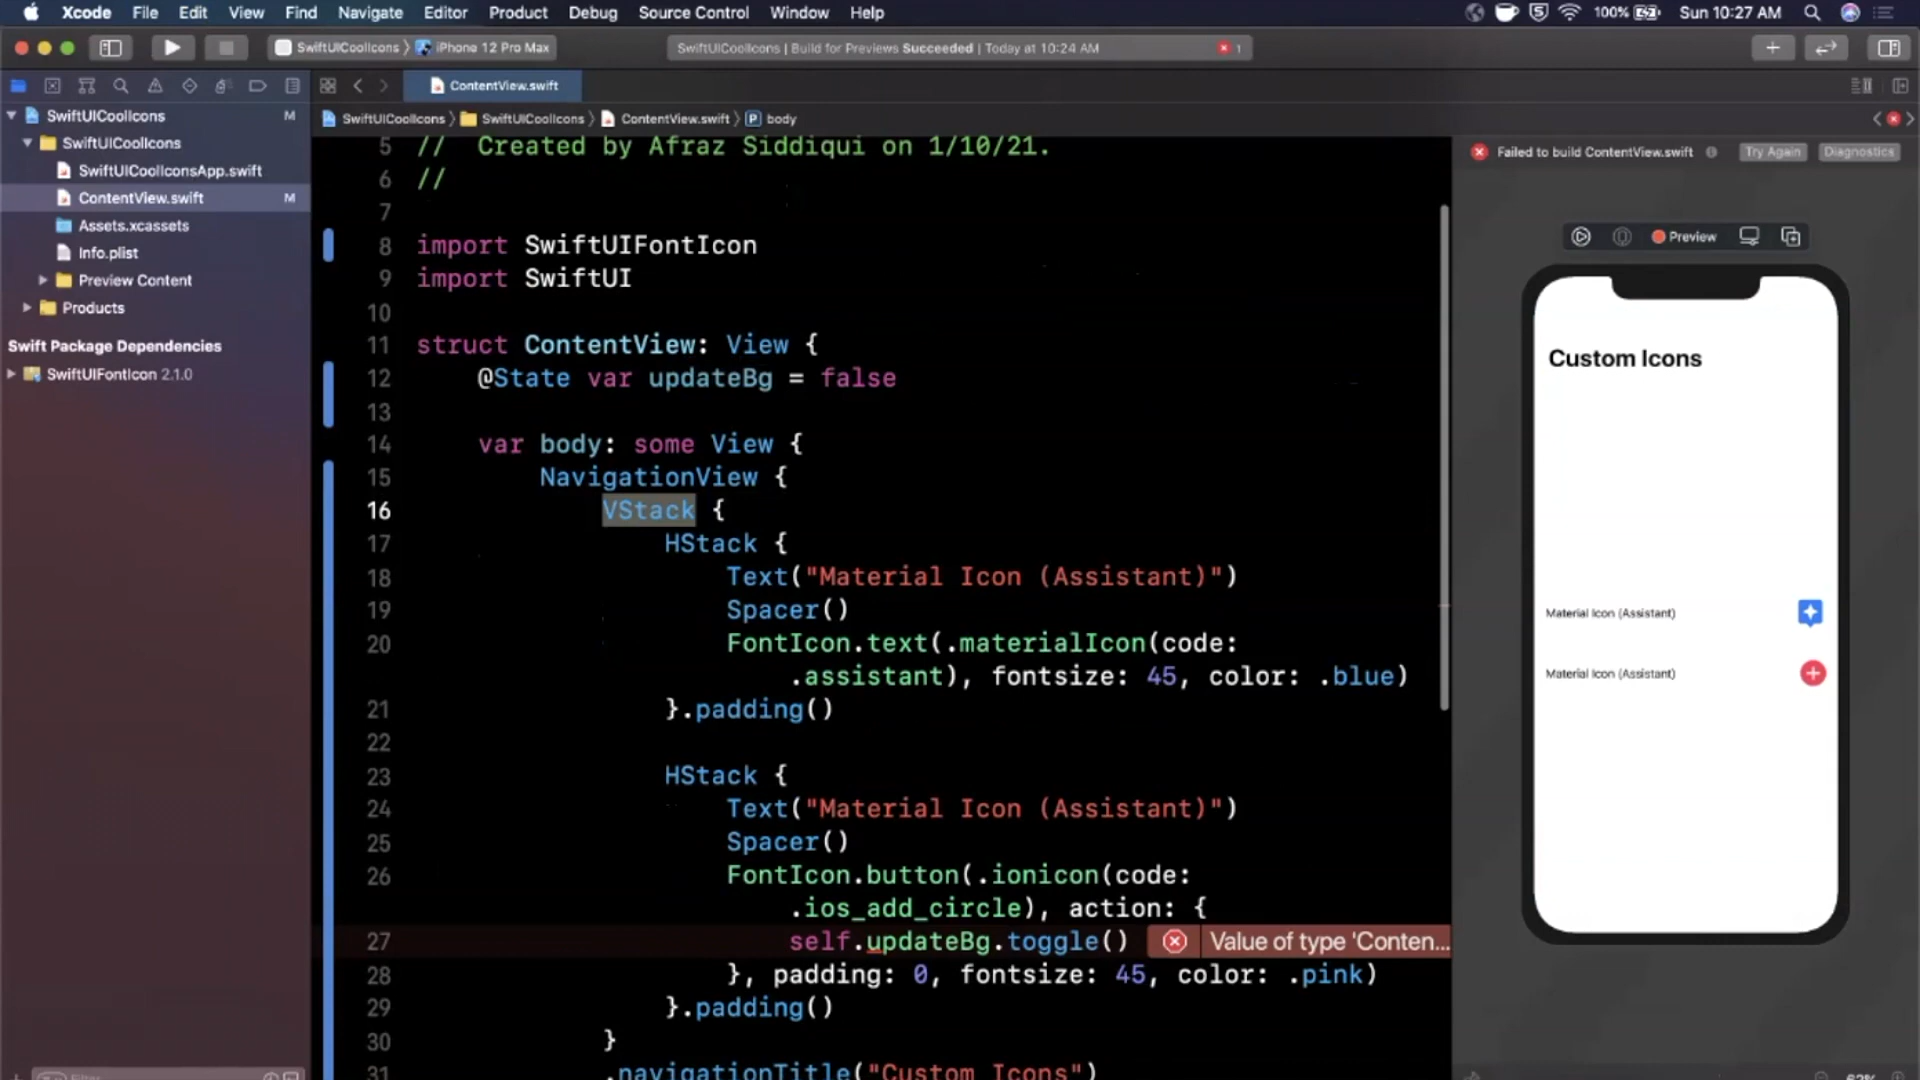 Xcode File Edit View Find Navigate Editor Product Debug Source Control Window Help
100% Sun 10:27 AM
SwiftUICoolIcons iPhone 12 Pro Max
SwiftUICoolIcons | Build for Previews Succeeded | Today at 10:24 AM 1
ContentView.swift
SwiftUICoolIcons M
SwiftUICoolIcons
SwiftUICoolIconsApp.swift
ContentView.swift M
Assets.xcassets
Info.plist
Preview Content
Products
Swift Package Dependencies
SwiftUIFontIcon 2.1.0
SwiftUICoolIcons SwiftUICoolIcons ContentView.swift P body
5 //  Created by Afraz Siddiqui on 1/10/21.
6 //
7
8 import SwiftUIFontIcon
9 import SwiftUI
10
11 struct ContentView: View {
12 @State var updateBg = false
13
14 var body: some View {
15 NavigationView {
16 VStack {
17 HStack {
18 Text("Material Icon (Assistant)")
19 Spacer()
20 FontIcon.text(.materialIcon(code:
.assistant), fontsize: 45, color: .blue)
21 }.padding()
22
23 HStack {
24 Text("Material Icon (Assistant)")
25 Spacer()
26 FontIcon.button(.ionicon(code:
.ios_add_circle), action: {
27 self.updateBg.toggle() Value of type 'Conten...
28 }, padding: 0, fontsize: 45, color: .pink)
29 }.padding()
30 }
31 .navigationTitle("Custom Icons")
Failed to build ContentView.swift Try Again Diagnostics
Preview
Custom Icons
Material Icon (Assistant)
Material Icon (Assistant)
Filter
62%